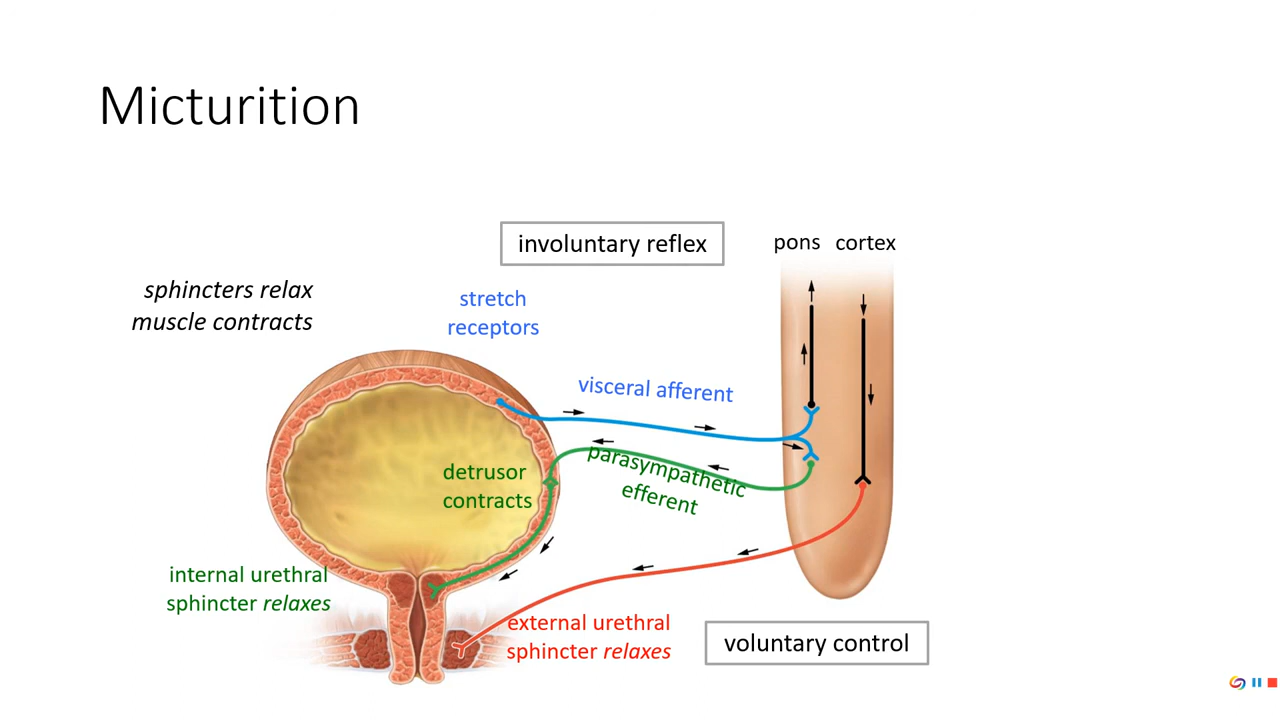 Micturition
involuntary reflex
pons cortex
sphincters relax
muscle contracts
stretch
receptors
visceral afferent
detrusor
contracts
parasympathetic
efferent
internal urethral
sphincter relaxes
external urethral
sphincter relaxes
voluntary control